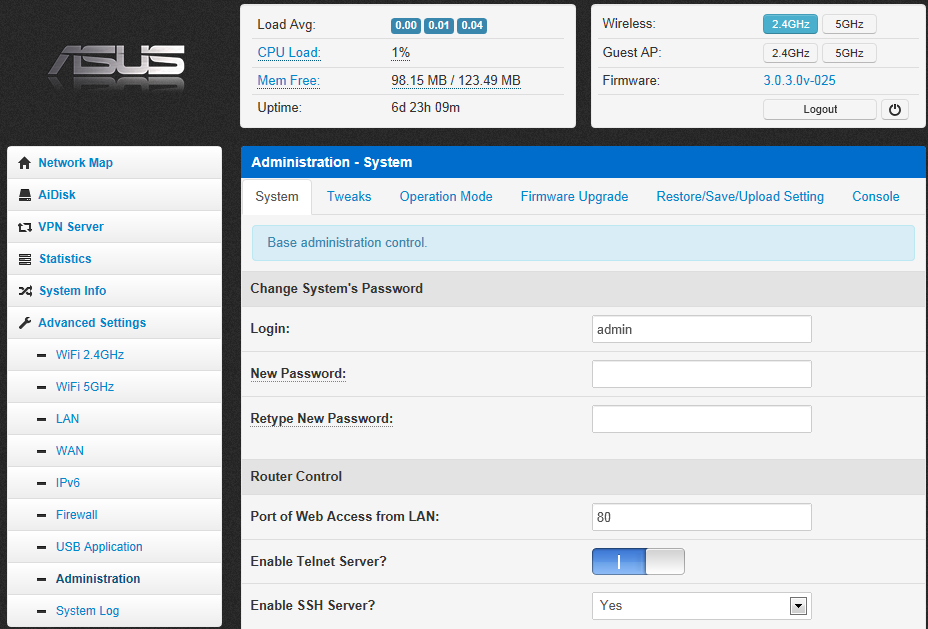 ASUS
Load Avg: 0.00 0.01 0.04
CPU Load: 1%
Mem Free: 98.15 MB / 123.49 MB
Uptime: 6d 23h 09m
Wireless: 2.4GHz 5GHz
Guest AP: 2.4GHz 5GHz
Firmware: 3.0.3.0v-025
Logout
Network Map
AiDisk
VPN Server
Statistics
System Info
Advanced Settings
WiFi 2.4GHz
WiFi 5GHz
LAN
WAN
IPv6
Firewall
USB Application
Administration
System Log
Administration - System
System Tweaks Operation Mode Firmware Upgrade Restore/Save/Upload Setting Console
Base administration control.
Change System's Password
Login: admin
New Password:
Retype New Password:
Router Control
Port of Web Access from LAN: 80
Enable Telnet Server?
Enable SSH Server? Yes